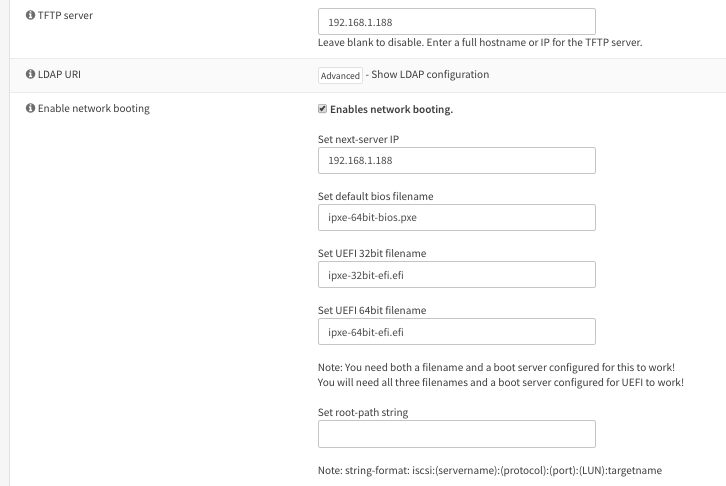 TFTP server
192.168.1.188
Leave blank to disable. Enter a full hostname or IP for the TFTP server.
LDAP URI
Advanced - Show LDAP configuration
Enable network booting
Enables network booting.
Set next-server IP
192.168.1.188
Set default bios filename
ipxe-64bit-bios.pxe
Set UEFI 32bit filename
ipxe-32bit-efi.efi
Set UEFI 64bit filename
ipxe-64bit-efi.efi
Note: You need both a filename and a boot server configured for this to work!
You will need all three filenames and a boot server configured for UEFI to work!
Set root-path string
Note: string-format: iscsi:(servername):(protocol):(port):(LUN):targetname